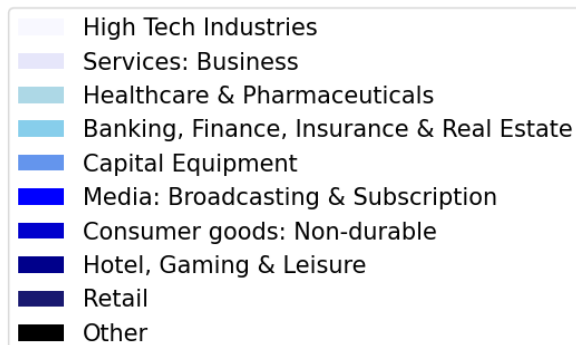 High Tech Industries
Services: Business
Healthcare & Pharmaceuticals
Banking, Finance, Insurance & Real Estate
Capital Equipment
Media: Broadcasting & Subscription
Consumer goods: Non-durable
Hotel, Gaming & Leisure
Retail
Other